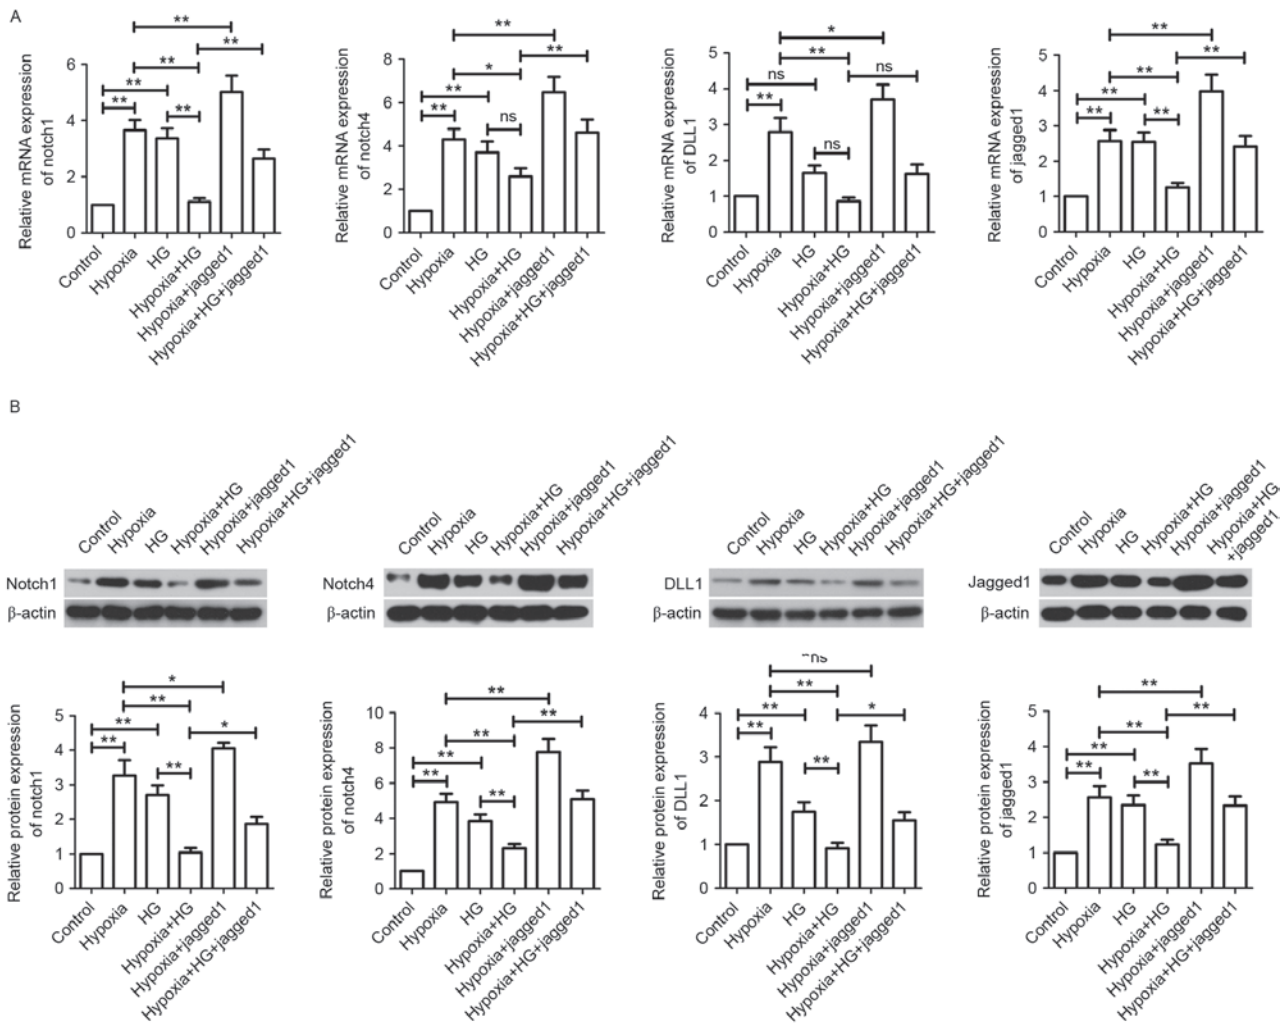 A
Relative mRNA expression
of notch1
6
4
2
0
**
**
**
**
**
**
Control
Hypoxia
HG
Hypoxia+HG
Hypoxia+jagged1
Hypoxia+HG+jagged1
Relative mRNA expression
of notch4
8
6
4
2
0
**
**
*
**
**
ns
Control
Hypoxia
HG
Hypoxia+HG
Hypoxia+jagged1
Hypoxia+HG+jagged1
Relative mRNA expression
of DLL1
5
4
3
2
1
0
*
**
ns
ns
**
ns
Control
Hypoxia
HG
Hypoxia+HG
Hypoxia+jagged1
Hypoxia+HG+jagged1
Relative mRNA expression
of jagged1
5
4
3
2
1
0
**
**
**
**
**
**
Control
Hypoxia
HG
Hypoxia+HG
Hypoxia+jagged1
Hypoxia+HG+jagged1
B
Control
Hypoxia
HG
Hypoxia+HG
Hypoxia+jagged1
Hypoxia+HG+jagged1
Notch1
β-actin
Control
Hypoxia
HG
Hypoxia+HG
Hypoxia+jagged1
Hypoxia+HG+jagged1
Notch4
β-actin
Control
Hypoxia
HG
Hypoxia+HG
Hypoxia+jagged1
Hypoxia+HG+jagged1
DLL1
β-actin
Control
Hypoxia
HG
Hypoxia+HG
Hypoxia+jagged1
Hypoxia+HG
+jagged1
Jagged1
β-actin
Relative protein expression
of notch1
5
4
3
2
1
0
*
**
**
*
**
**
Control
Hypoxia
HG
Hypoxia+HG
Hypoxia+jagged1
Hypoxia+HG+jagged1
Relative protein expression
of notch4
10
8
6
4
2
0
**
**
**
**
**
**
Control
Hypoxia
HG
Hypoxia+HG
Hypoxia+jagged1
Hypoxia+HG+jagged1
Relative protein expression
of DLL1
4
3
2
1
0
ns
**
**
*
**
**
Control
Hypoxia
HG
Hypoxia+HG
Hypoxia+jagged1
Hypoxia+HG+jagged1
Relative protein expression
of jagged1
5
4
3
2
1
0
**
**
**
**
**
**
Control
Hypoxia
HG
Hypoxia+HG
Hypoxia+jagged1
Hypoxia+HG+jagged1